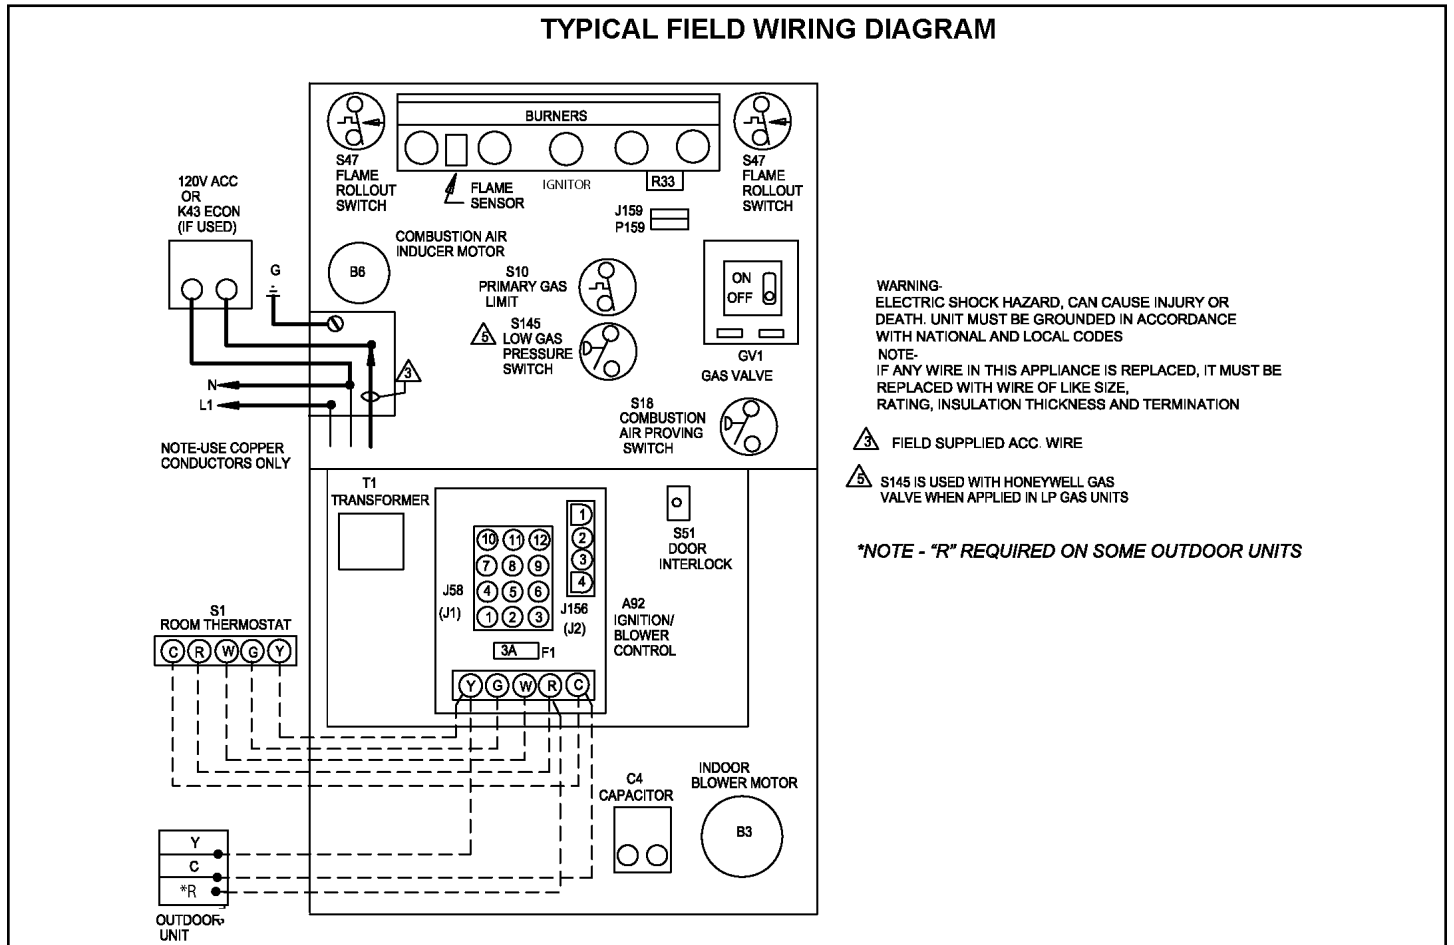 TYPICAL FIELD WIRING DIAGRAM
BURNERS
S47
FLAME
ROLLOUT
SWITCH
FLAME
SENSOR
IGNITOR
R33
S47
FLAME
ROLLOUT
SWITCH
J159
P159
120V ACC
OR
K43 ECON
(IF USED)
G
COMBUSTION AIR
INDUCER MOTOR
B6
S10
PRIMARY GAS
LIMIT
5
S145
LOW GAS
PRESSURE
SWITCH
ON
OFF
GV1
GAS VALVE
3
N
L1
S18
COMBUSTION
AIR PROVING
SWITCH
NOTE-USE COPPER
CONDUCTORS ONLY
WARNING-
ELECTRIC SHOCK HAZARD, CAN CAUSE INJURY OR
DEATH. UNIT MUST BE GROUNDED IN ACCORDANCE
WITH NATIONAL AND LOCAL CODES
NOTE-
IF ANY WIRE IN THIS APPLIANCE IS REPLACED, IT MUST BE
REPLACED WITH WIRE OF LIKE SIZE,
RATING, INSULATION THICKNESS AND TERMINATION
3 FIELD SUPPLIED ACC. WIRE
5 S145 IS USED WITH HONEYWELL GAS
VALVE WHEN APPLIED IN LP GAS UNITS
*NOTE - “R” REQUIRED ON SOME OUTDOOR UNITS
T1
TRANSFORMER
10 11 12
7 8 9
4 5 6
1 2 3
J58
(J1)
1
2
3
4
J156
(J2)
S51
DOOR
INTERLOCK
A92
IGNITION/
BLOWER
CONTROL
3A F1
Y G W R C
S1
ROOM THERMOSTAT
C R W G Y
C4
CAPACITOR
INDOOR
BLOWER MOTOR
B3
Y
C
*R
OUTDOOR
UNIT